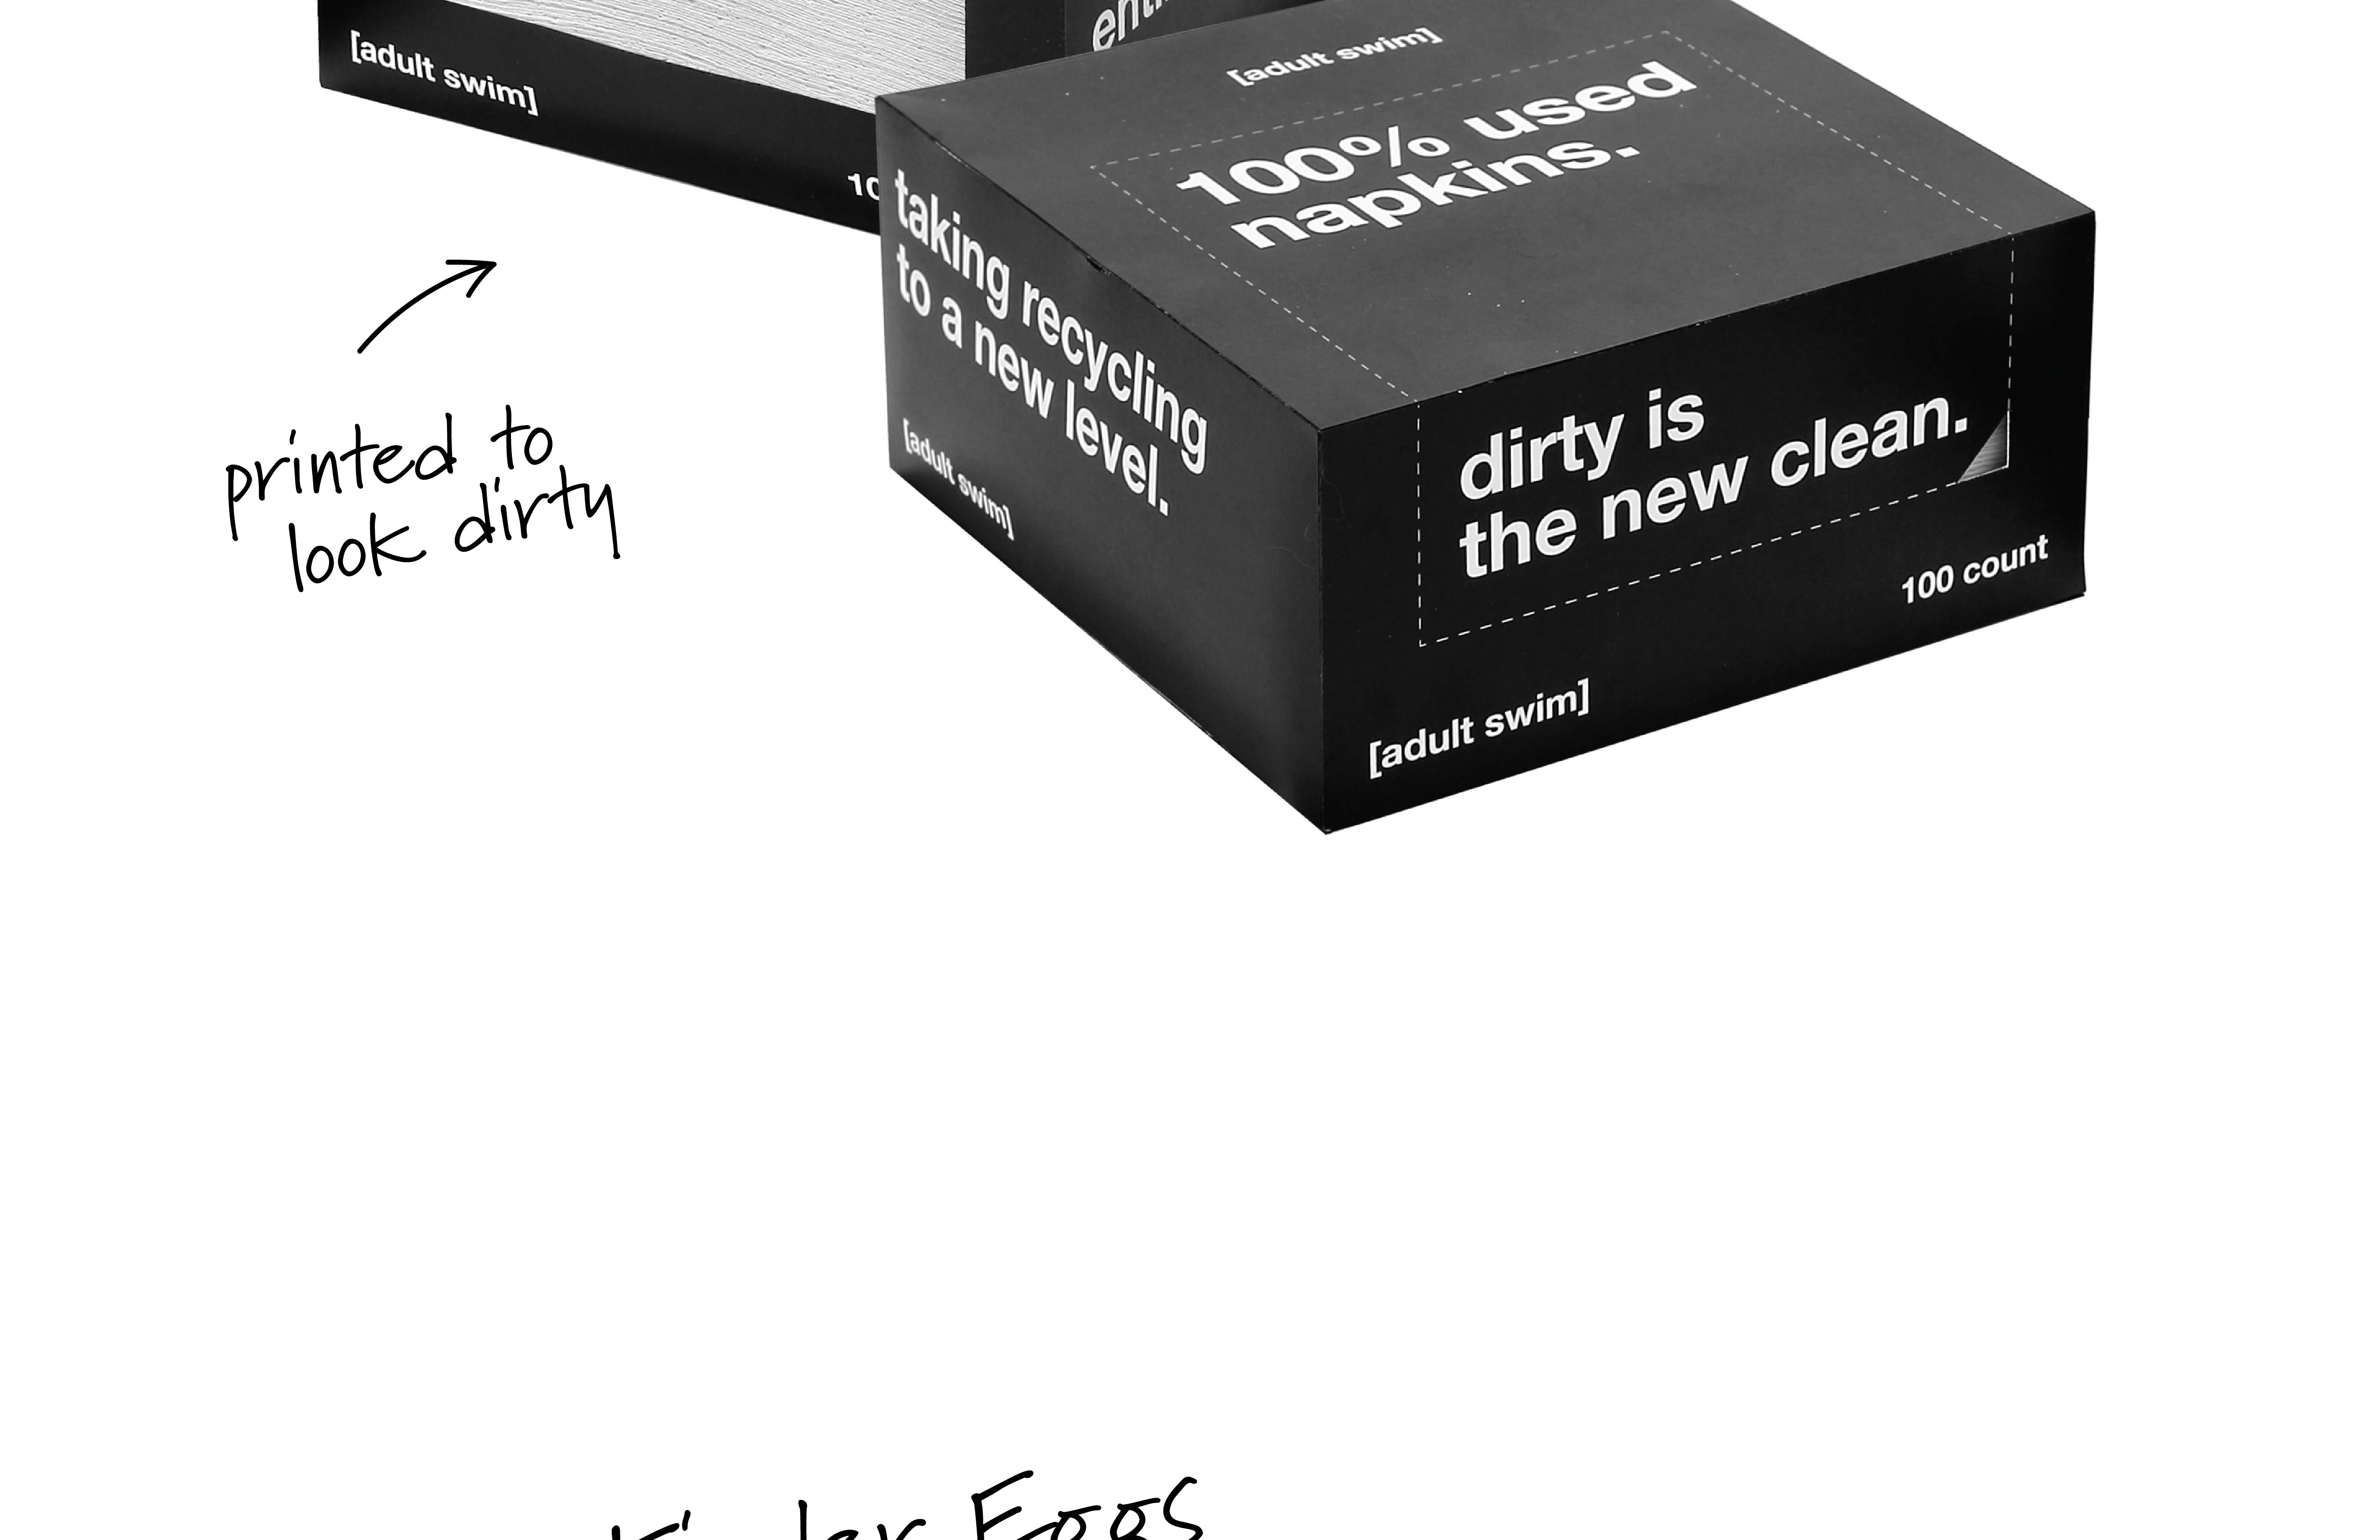 [adult swim]
[adult swim]
100% used
napkins.
taking recycling
to a new level.
[adult swim]
dirty is
the new clean.
100 count
[adult swim]
printed to
look dirty
Eggs